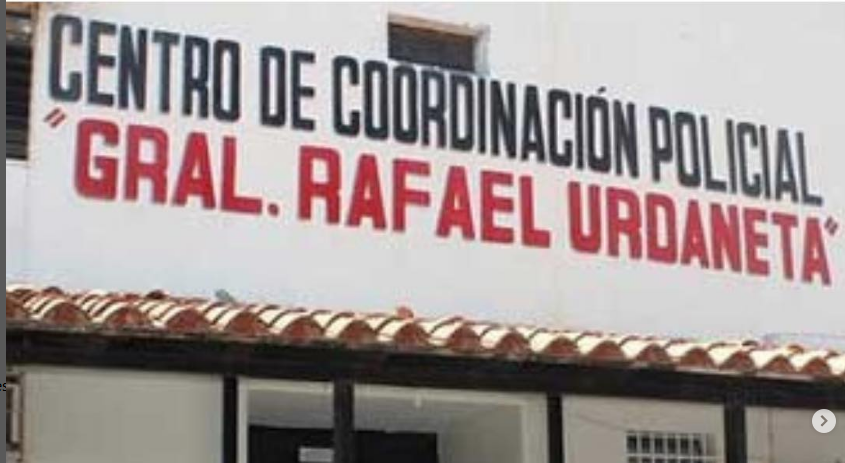 CENTRO DE COORDINACIÓN POLICIAL
"GRAL. RAFAEL URDANETA"